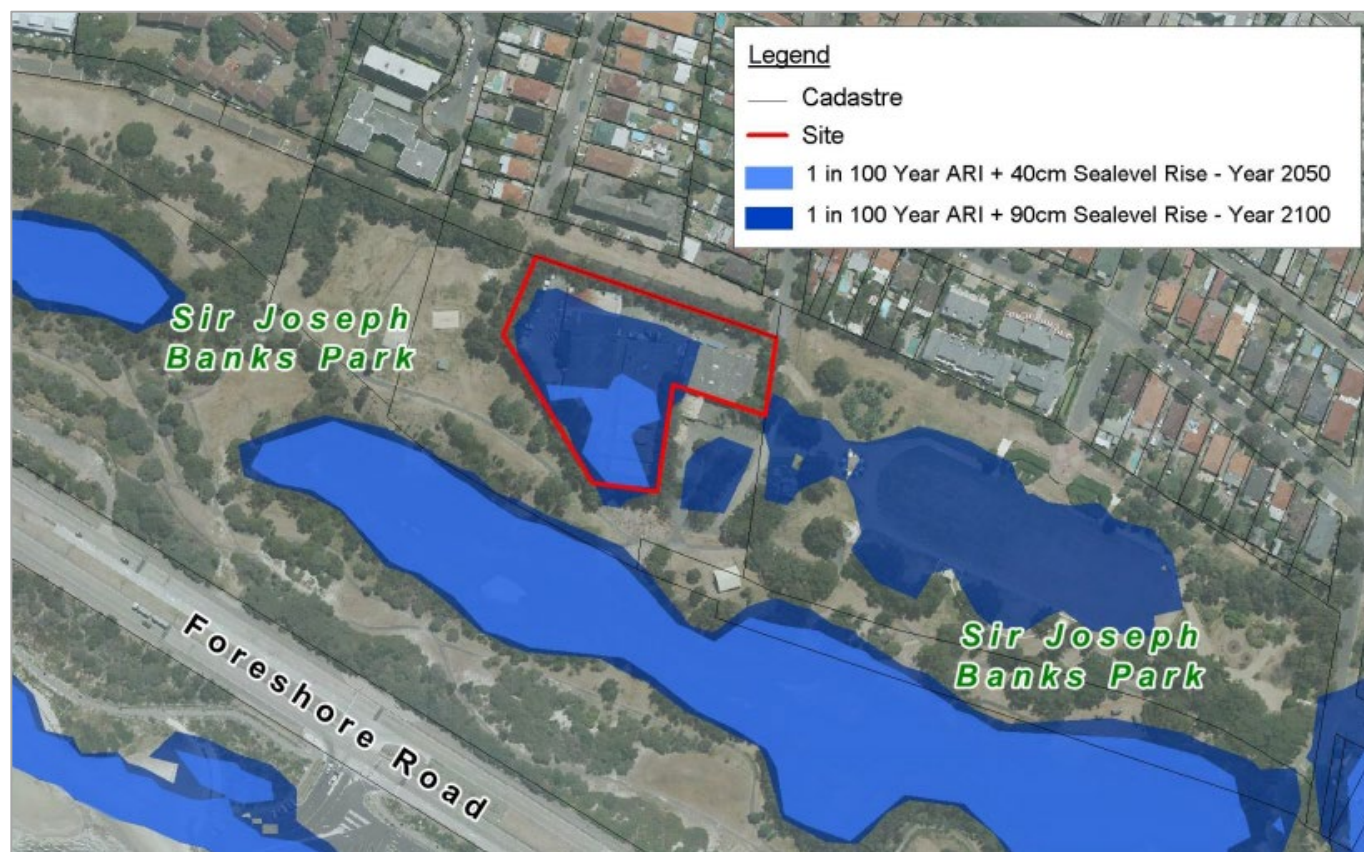 Legend
Cadastre
Site
1 in 100 Year ARI + 40cm Sealevel Rise - Year 2050
1 in 100 Year ARI + 90cm Sealevel Rise - Year 2100
Sir Joseph
Banks Park
Sir Joseph
Banks Park
Foreshore Road